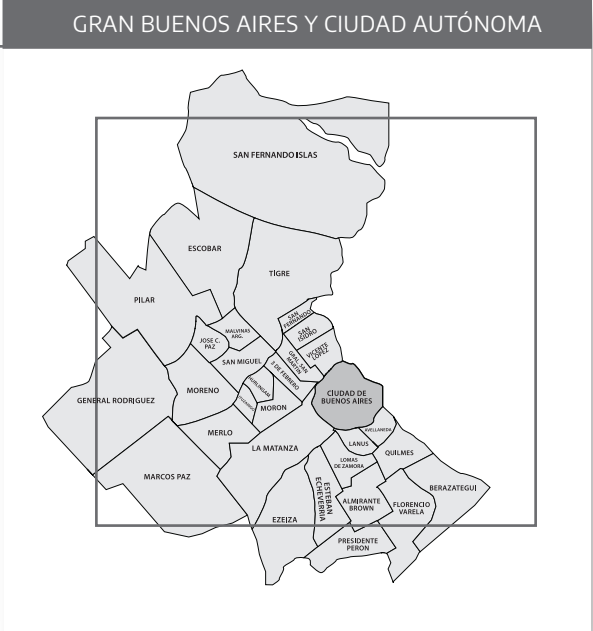 GRAN BUENOS AIRES Y CIUDAD AUTÓNOMA
SAN FERNANDO ISLAS
ESCOBAR
TIGRE
PILAR
SAN
FERNANDO
SAN
ISIDRO
VICENTE
LOPEZ
MALVINAS
ARG.
JOSE C.
PAZ
SAN MIGUEL
GRAL. SAN
MARTIN
3 DE FEBRERO
HURLINGAM
GENERAL RODRIGUEZ
MORENO
MORON
CIUDAD DE
BUENOS AIRES
MERLO
AVELLANEDA
LA MATANZA
LANUS
QUILMES
LOMAS
DE ZAMORA
MARCOS PAZ
ESTEBAN
ECHEVERRIA
BERAZATEGUI
ALMIRANTE
BROWN
FLORENCIO
VARELA
EZEIZA
PRESIDENTE
PERON